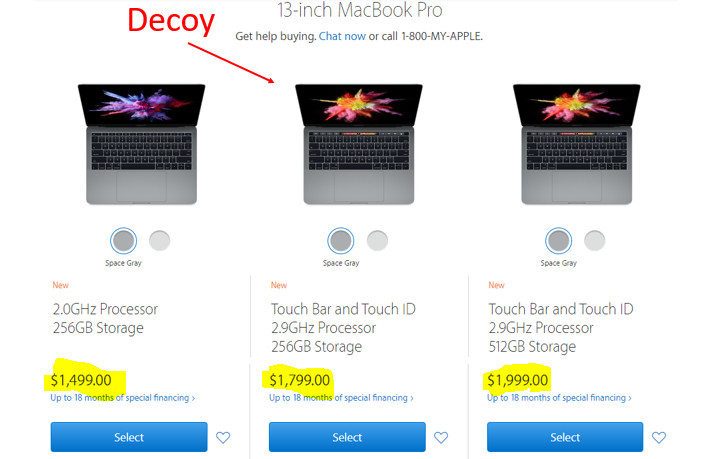 Decoy
13-inch MacBook Pro
Get help buying. Chat now or call 1-800-MY-APPLE.
Space Gray
Space Gray
Space Gray
New
2.0GHz Processor
256GB Storage
$1,499.00
Up to 18 months of special financing ›
Select
New
Touch Bar and Touch ID
2.9GHz Processor
256GB Storage
$1,799.00
Up to 18 months of special financing ›
Select
New
Touch Bar and Touch ID
2.9GHz Processor
512GB Storage
$1,999.00
Up to 18 months of special financing ›
Select